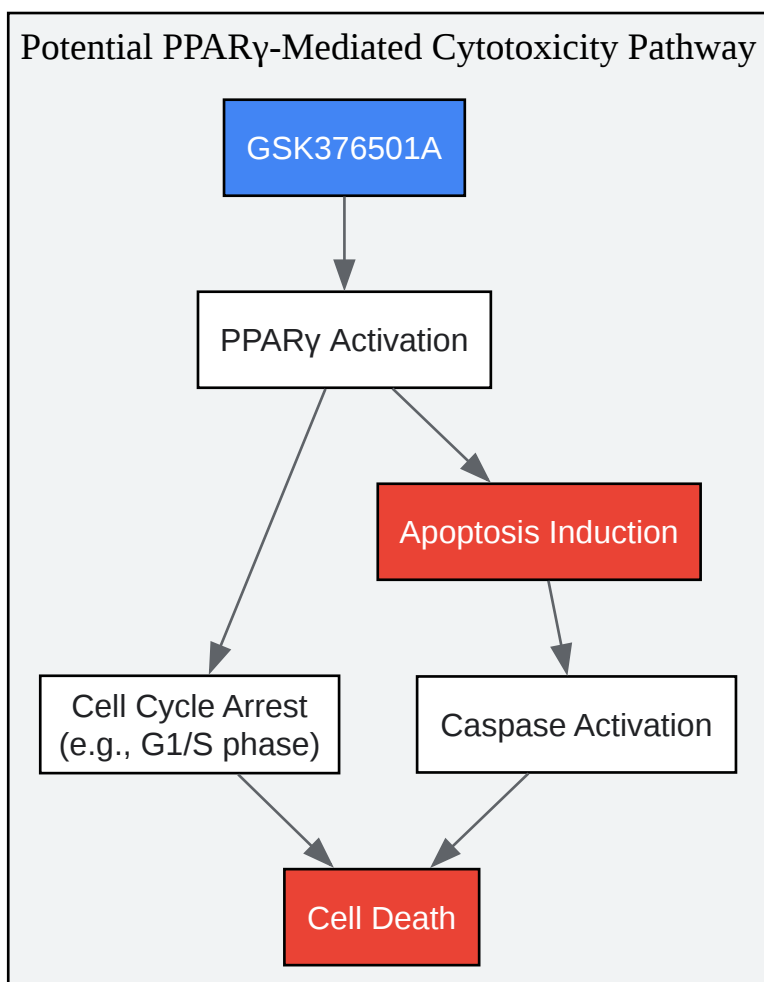 Potential PPARγ-Mediated Cytotoxicity Pathway
GSK376501A
PPARγ Activation
Apoptosis Induction
Cell Cycle Arrest
(e.g., G1/S phase)
Caspase Activation
Cell Death